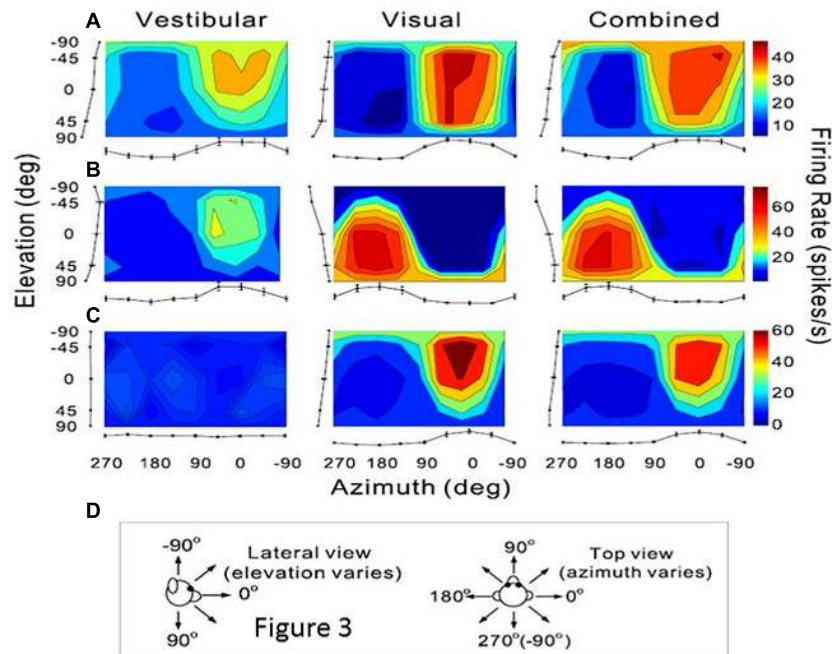 A Vestibular Visual Combined
-90
-45
0
45
90
40
30
20
10
B
-90
-45
0
45
90
60
40
20
C
-90
-45
0
45
90
60
40
20
0
Elevation (deg)
Firing Rate (spikes/s)
270 180 90 0 -90 270 180 90 0 -90 270 180 90 0 -90
Azimuth (deg)
D
-90° Lateral view
(elevation varies)
0°
90°
Figure 3
90° Top view
(azimuth varies)
180° 0°
270°(-90°)